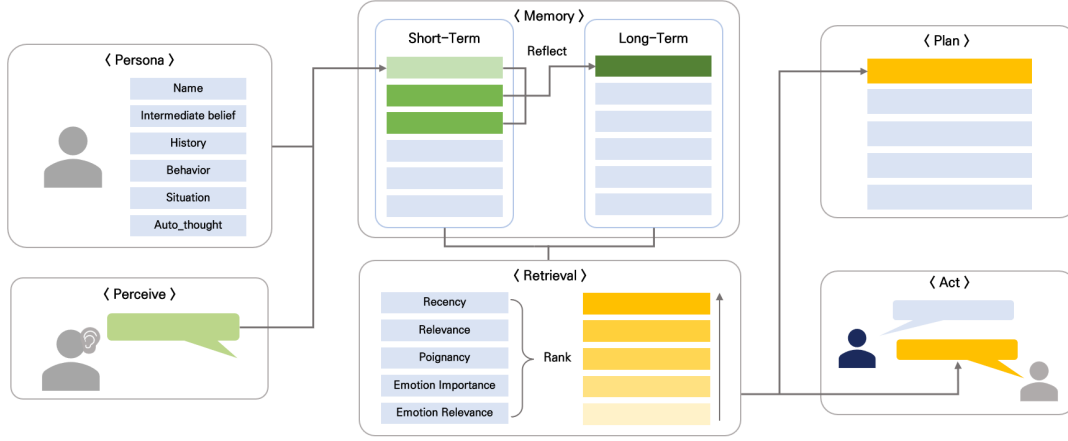 〈 Persona 〉
Name
Intermediate belief
History
Behavior
Situation
Auto_thought
〈 Perceive 〉
〈 Memory 〉
Short-Term
Reflect
Long-Term
〈 Retrieval 〉
Recency
Relevance
Poignancy
Emotion Importance
Emotion Relevance
Rank
〈 Plan 〉
〈 Act 〉